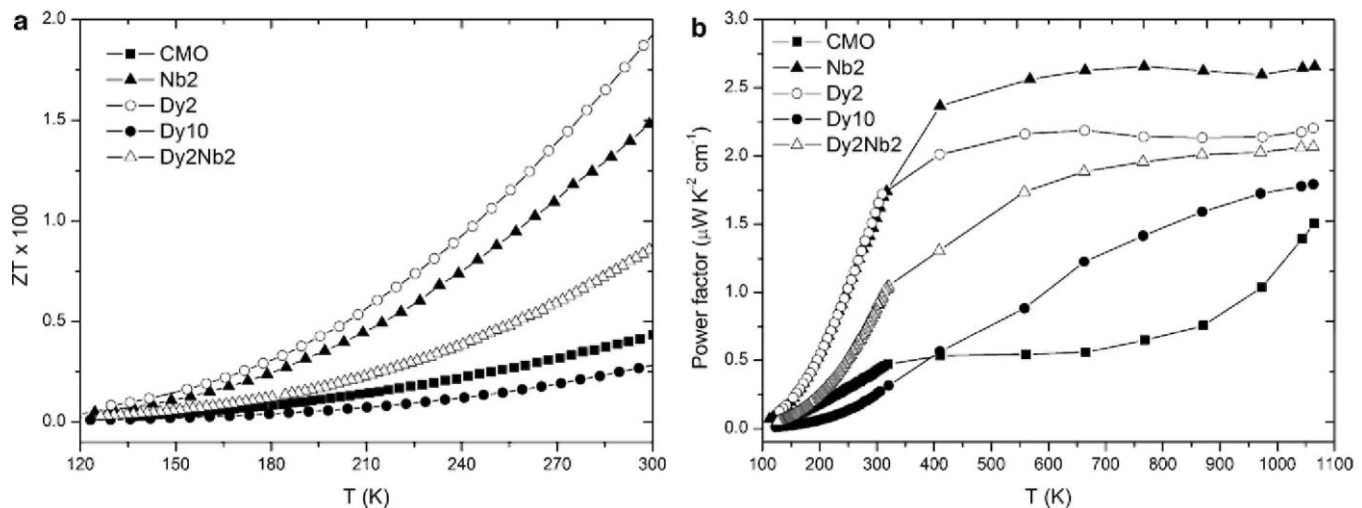 a
ZT x 100
2.0
1.5
1.0
0.5
0.0
CMO
Nb2
Dy2
Dy10
Dy2Nb2
120 150 180 210 240 270 300
T (K)
b
Power factor (μW K⁻² cm⁻¹)
3.0
2.5
2.0
1.5
1.0
0.5
0.0
CMO
Nb2
Dy2
Dy10
Dy2Nb2
100 200 300 400 500 600 700 800 900 1000 1100
T (K)